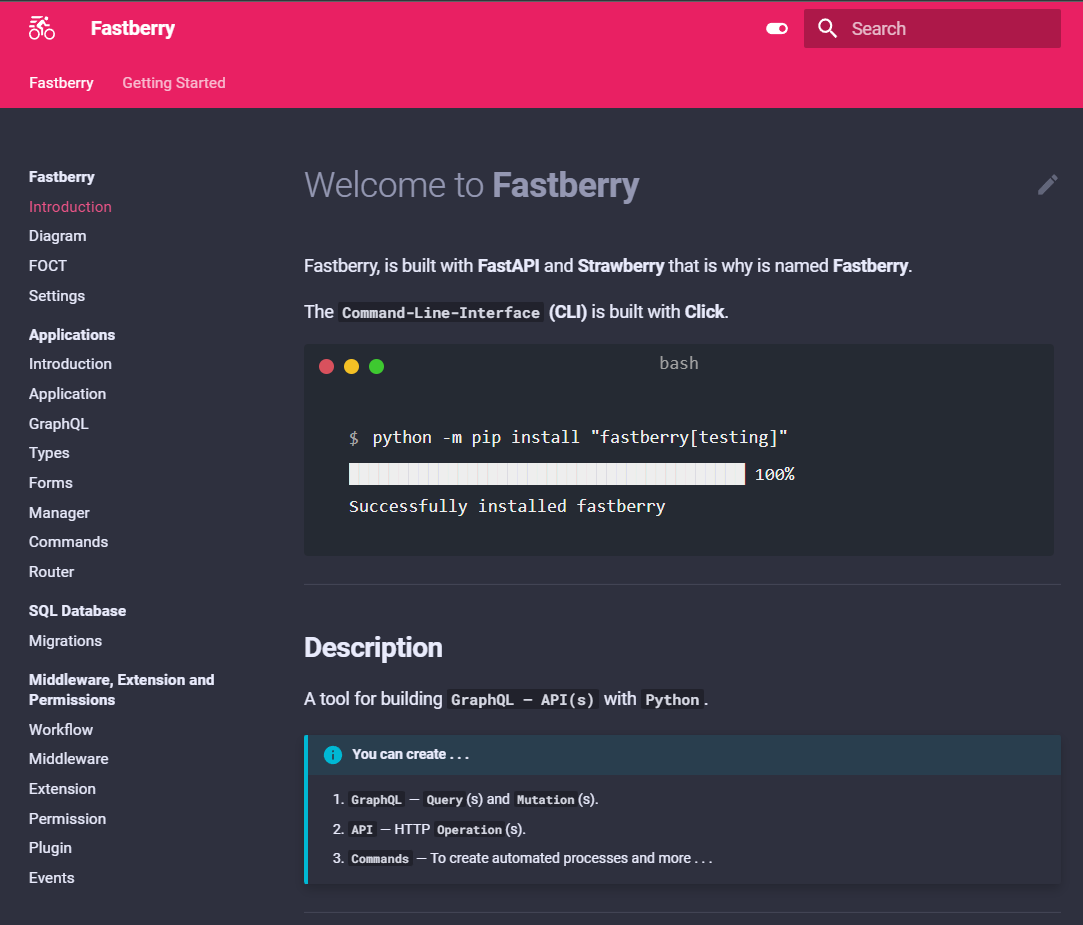 Fastberry
Search
Fastberry
Getting Started
Fastberry
Introduction
Diagram
FOCT
Settings
Applications
Introduction
Application
GraphQL
Types
Forms
Manager
Commands
Router
SQL Database
Migrations
Middleware, Extension and
Permissions
Workflow
Middleware
Extension
Permission
Plugin
Events
Welcome to Fastberry
Fastberry, is built with FastAPI and Strawberry that is why is named Fastberry.
The Command-Line-Interface (CLI) is built with Click.
bash
$ python -m pip install "fastberry[testing]"
100%
Successfully installed fastberry
Description
A tool for building GraphQL — API(s) with Python.
You can create . . .
1. GraphQL — Query(s) and Mutation(s).
2. API — HTTP Operation(s).
3. Commands — To create automated processes and more . . .